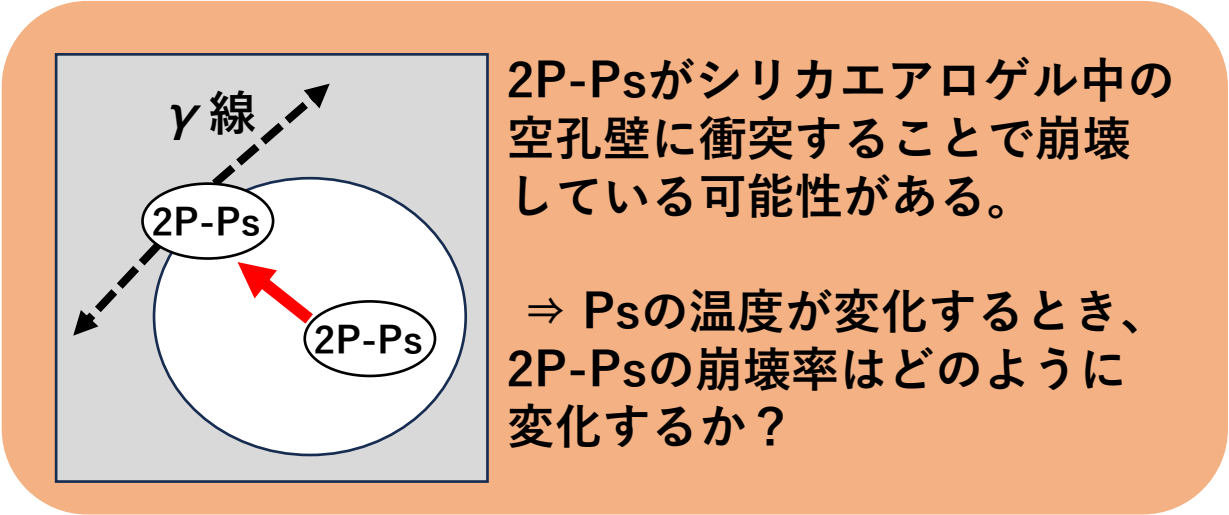 γ線
2P-Ps
2P-Ps
2P-Psがシリカエアロゲル中の
空孔壁に衝突することで崩壊
している可能性がある。
⇒ Psの温度が変化するとき、
2P-Psの崩壊率はどのように
変化するか？